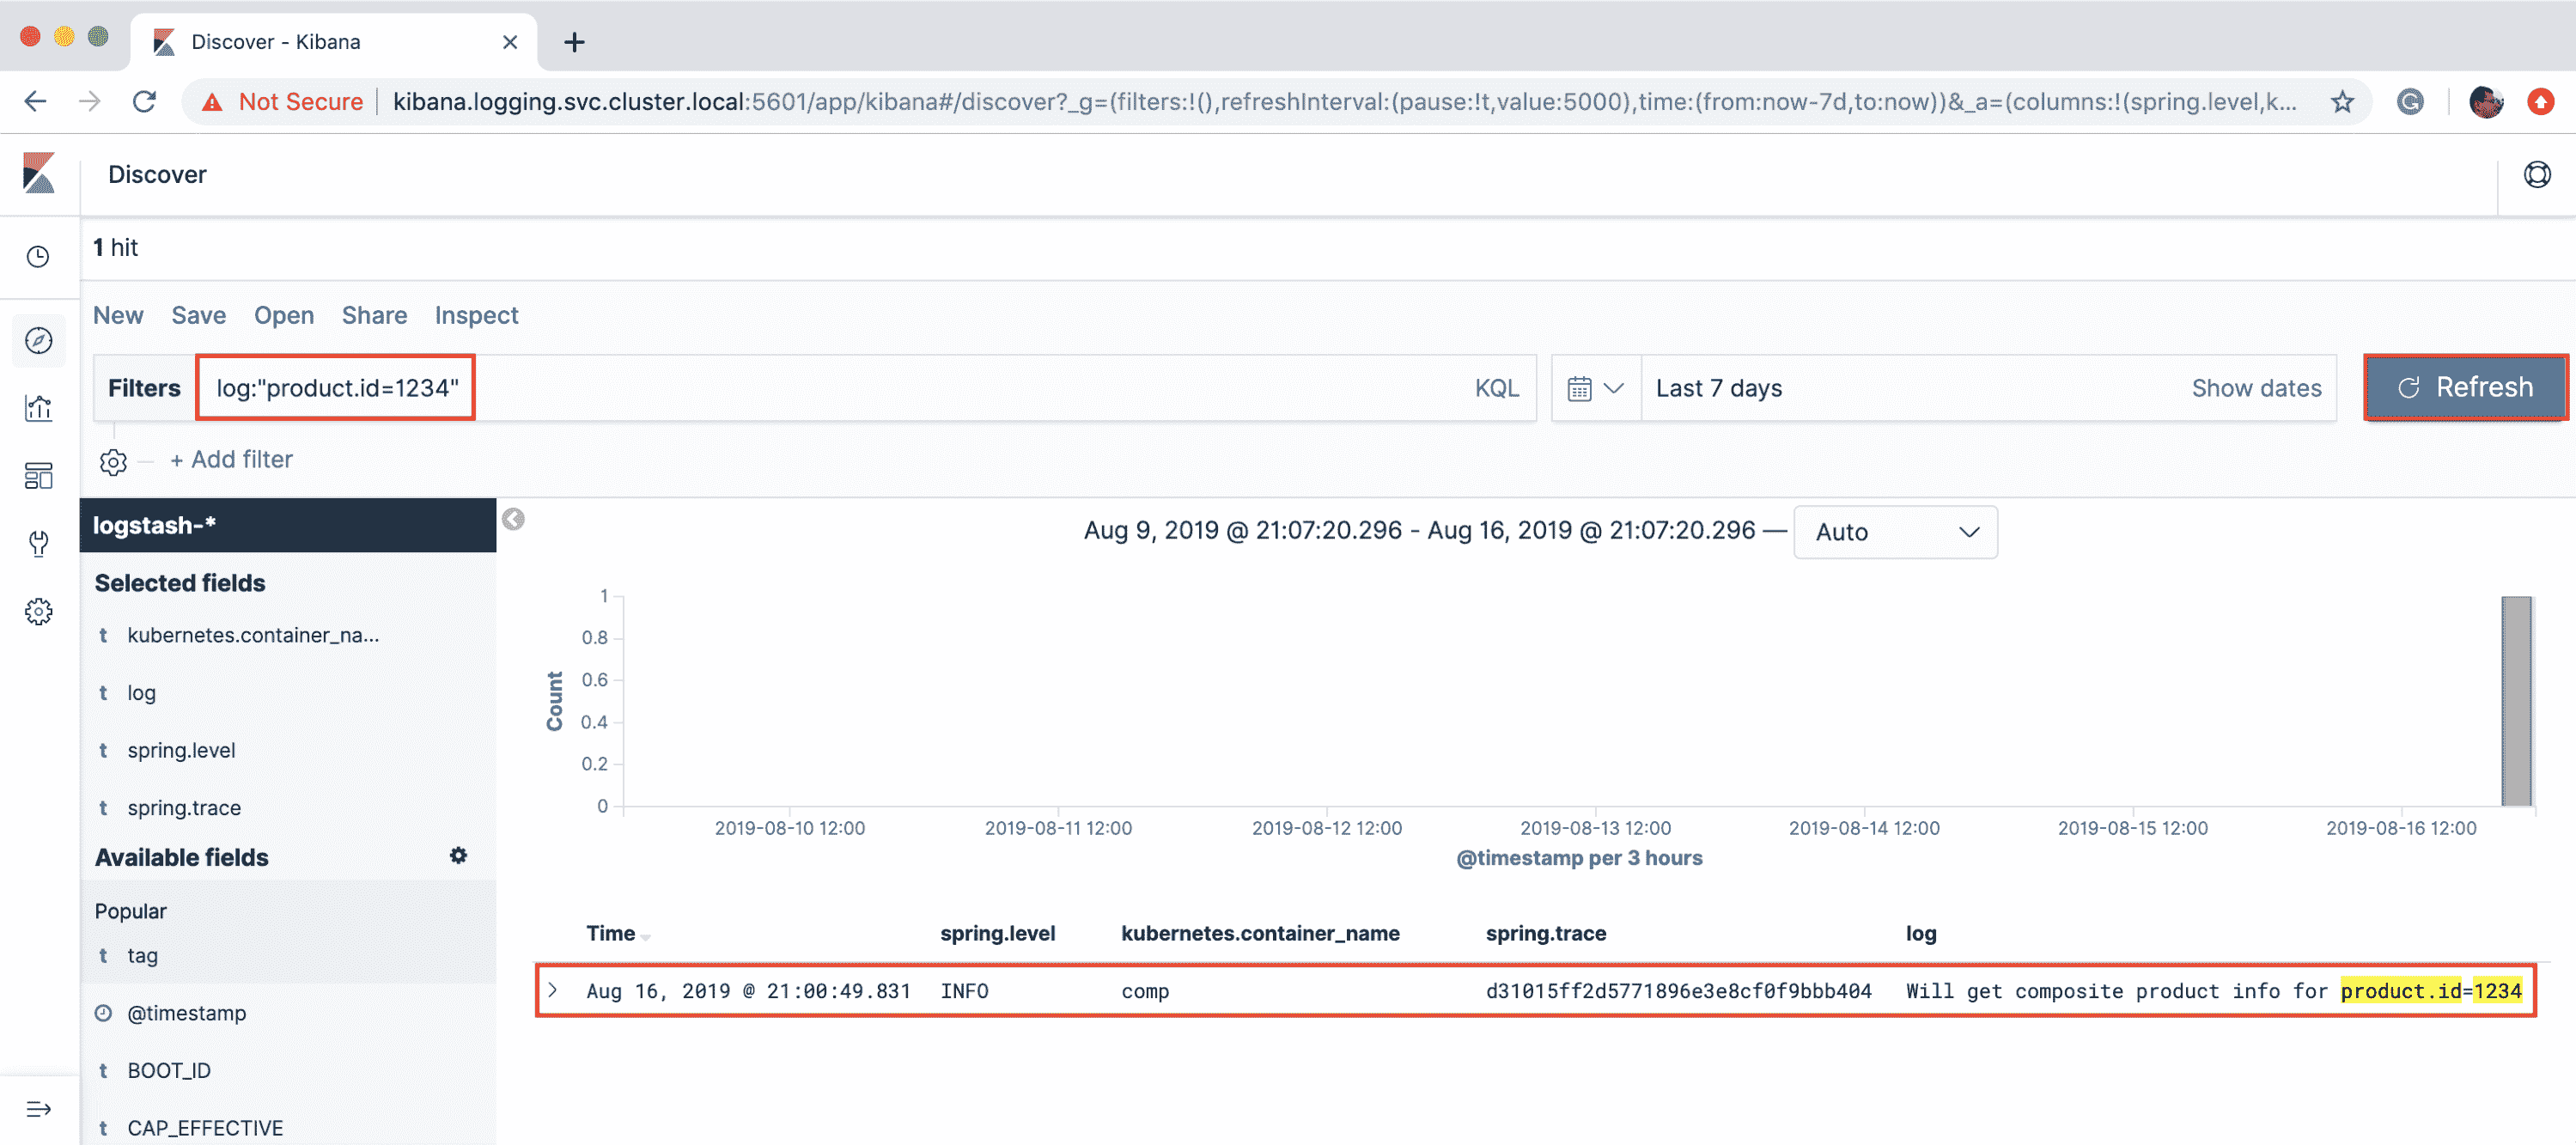 Discover - Kibana
Not Secure kibana.logging.svc.cluster.local:5601/app/kibana#/discover?_g=(filters:!(),refreshInterval:(pause:!t,value:5000),time:(from:now-7d,to:now))&_a=(columns:!(spring.level,k...
Discover
1 hit
New Save Open Share Inspect
Filters log:"product.id=1234" KQL Last 7 days Show dates Refresh
+ Add filter
logstash-*
Aug 9, 2019 @ 21:07:20.296 - Aug 16, 2019 @ 21:07:20.296 — Auto
Selected fields
t kubernetes.container_na...
t log
t spring.level
t spring.trace
Available fields
Popular
t tag
@timestamp
t BOOT_ID
t CAP_EFFECTIVE
Count
1
0.8
0.6
0.4
0.2
0
2019-08-10 12:00 2019-08-11 12:00 2019-08-12 12:00 2019-08-13 12:00 2019-08-14 12:00 2019-08-15 12:00 2019-08-16 12:00
@timestamp per 3 hours
Time spring.level kubernetes.container_name spring.trace log
Aug 16, 2019 @ 21:00:49.831 INFO comp d31015ff2d5771896e3e8cf0f9bbb404 Will get composite product info for product.id=1234